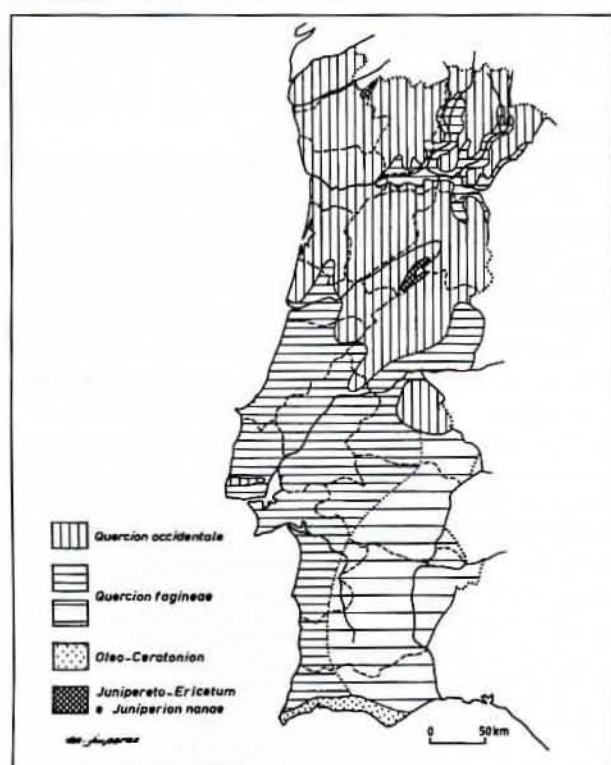 Quercion occidentale
Quercion fagineae
Oleo-Ceratonion
Junipereto-Ericetum
e Juniperion nanae
0 50 km